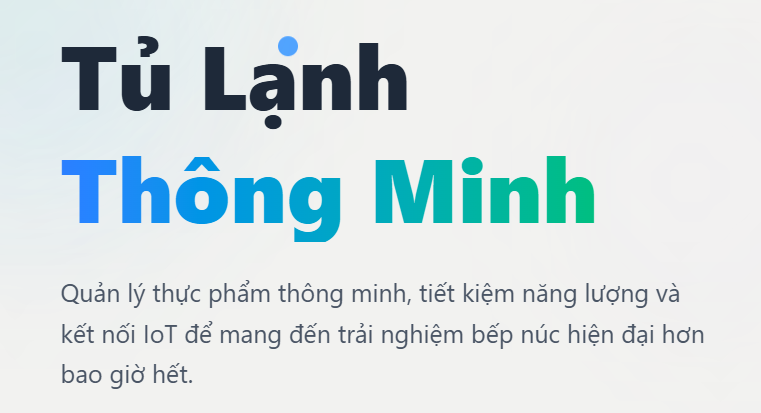 Tủ Lạnh
Thông Minh
Quản lý thực phẩm thông minh, tiết kiệm năng lượng và
kết nối IoT để mang đến trải nghiệm bếp núc hiện đại hơn
bao giờ hết.